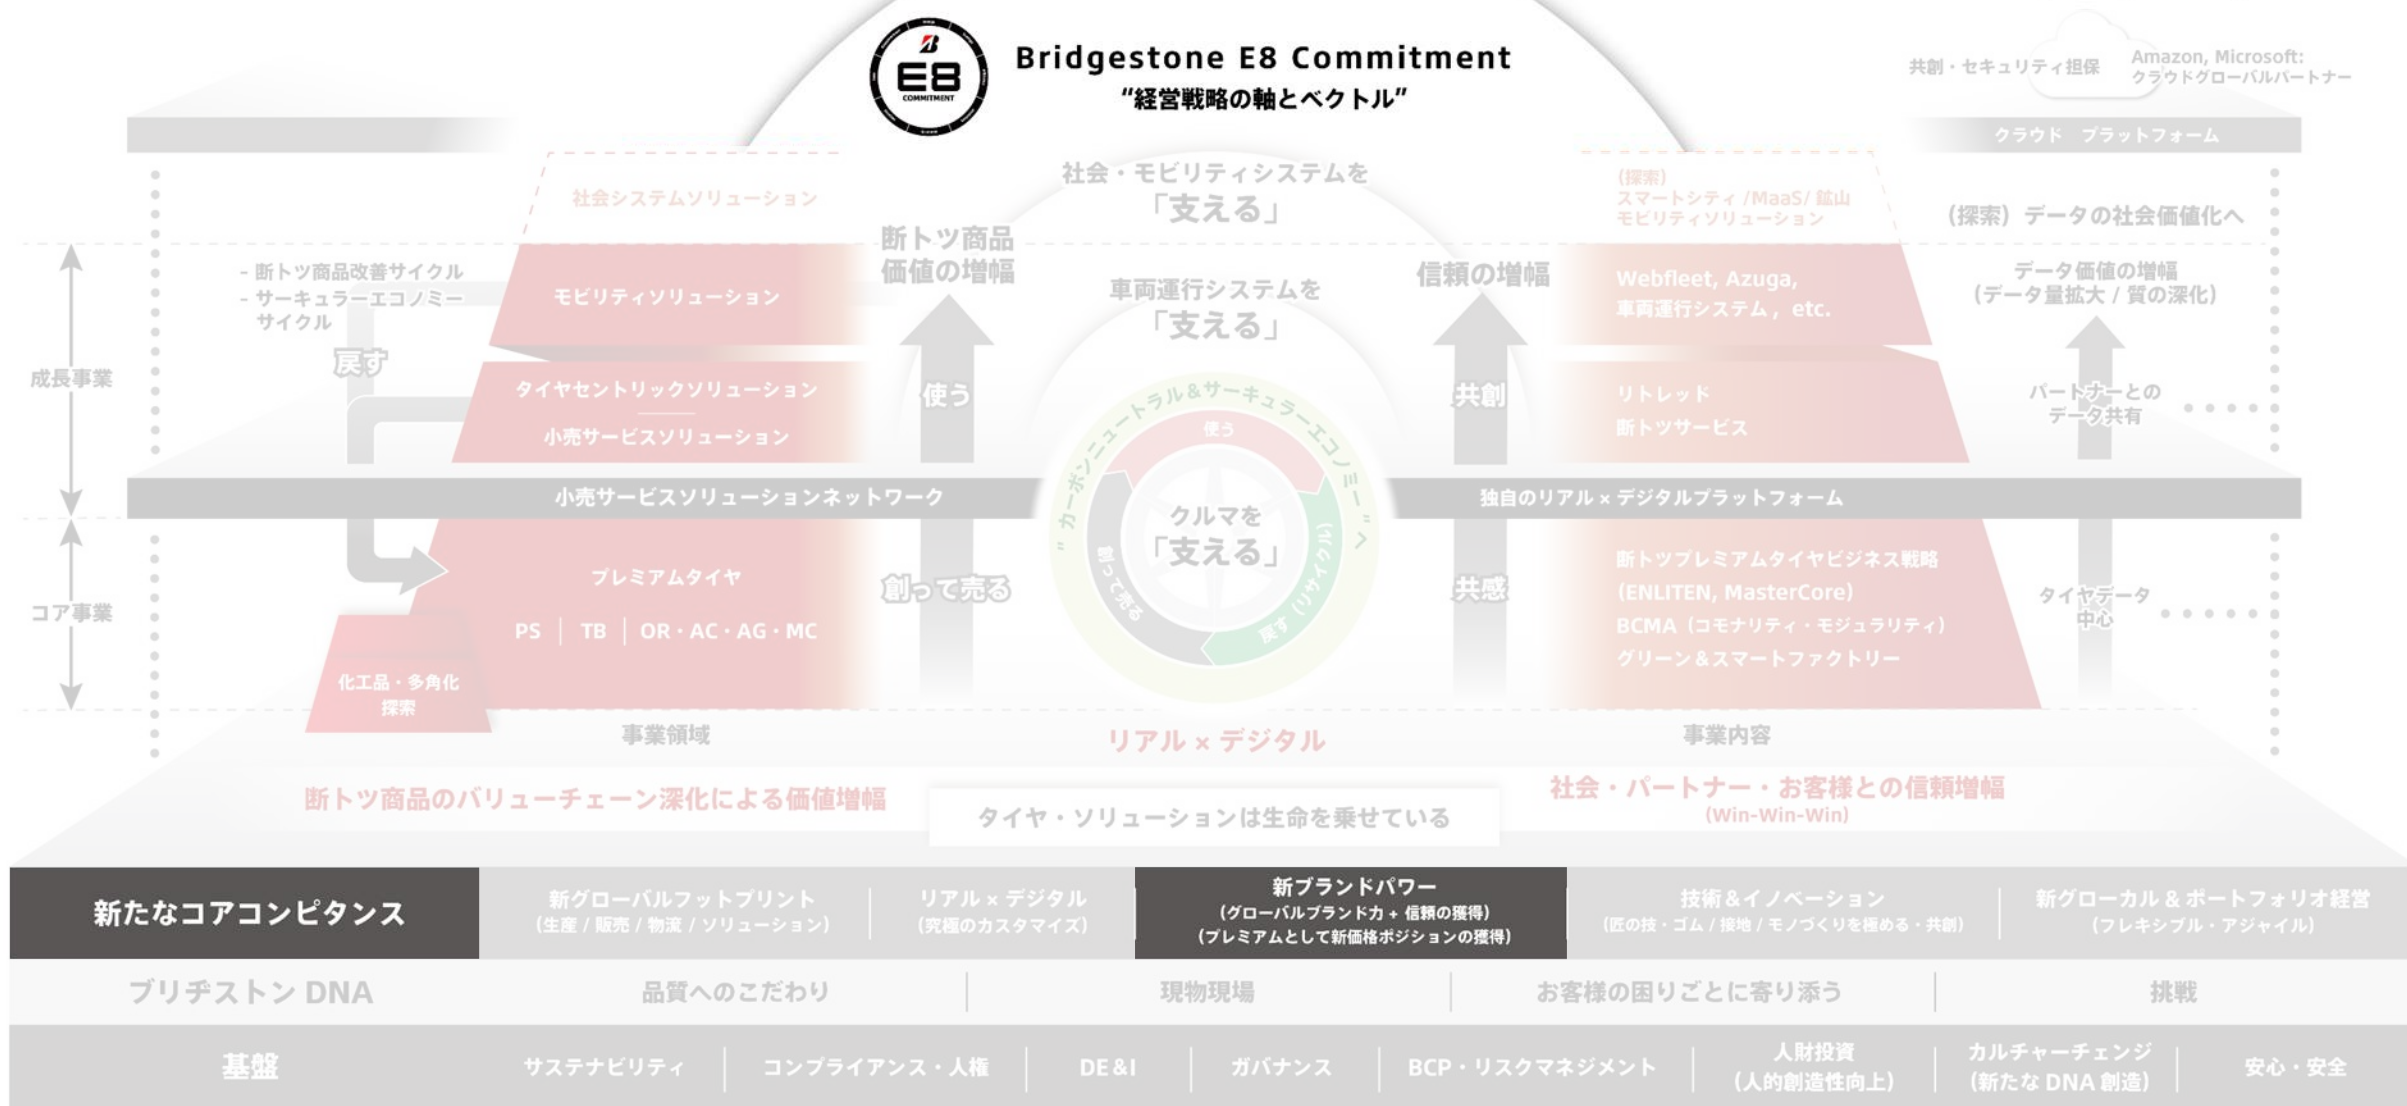 E8
COMMITMENT
Bridgestone E8 Commitment
“経営戦略の軸とベクトル”
共創・セキュリティ担保
Amazon, Microsoft:
クラウドグローバルパートナー
クラウド プラットフォーム
社会システムソリューション
社会・モビリティシステムを
「支える」
(探索)
スマートシティ /MaaS/ 鉱山
モビリティソリューション
(探索) データの社会価値化へ
- 断トツ商品改善サイクル
- サーキュラーエコノミー
サイクル
戻す
モビリティソリューション
断トツ商品
価値の増幅
車両運行システムを
「支える」
信頼の増幅
Webfleet, Azuga,
車両運行システム , etc.
データ価値の増幅
(データ量拡大 / 質の深化)
成長事業
タイヤセントリックソリューション
小売サービスソリューション
使う
共創
リトレッド
断トツサービス
パートナーとの
データ共有
小売サービスソリューションネットワーク
独自のリアル × デジタルプラットフォーム
" カーボンニュートラル&サーキュラーエコノミー " へ
使う
戻す (リサイクル)
創って売る
クルマを
「支える」
コア事業
プレミアムタイヤ
PS | TB | OR・AC・AG・MC
創って売る
共感
断トツプレミアムタイヤビジネス戦略
(ENLITEN, MasterCore)
BCMA (コモナリティ・モジュラリティ)
グリーン&スマートファクトリー
タイヤデータ
中心
化工品・多角化
探索
事業領域
リアル × デジタル
事業内容
断トツ商品のバリューチェーン深化による価値増幅
タイヤ・ソリューションは生命を乗せている
社会・パートナー・お客様との信頼増幅
(Win-Win-Win)
新たなコアコンピタンス
新グローバルフットプリント
(生産 / 販売 / 物流 / ソリューション)
リアル × デジタル
(究極のカスタマイズ)
新ブランドパワー
(グローバルブランド力 + 信頼の獲得)
(プレミアムとして新価格ポジションの獲得)
技術&イノベーション
(匠の技・ゴム / 接地 / モノづくりを極める・共創)
新グローカル & ポートフォリオ経営
(フレキシブル・アジャイル)
ブリヂストン DNA
品質へのこだわり
現物現場
お客様の困りごとに寄り添う
挑戦
基盤
サステナビリティ
コンプライアンス・人権
DE&I
ガバナンス
BCP・リスクマネジメント
人財投資
(人的創造性向上)
カルチャーチェンジ
(新たな DNA 創造)
安心・安全